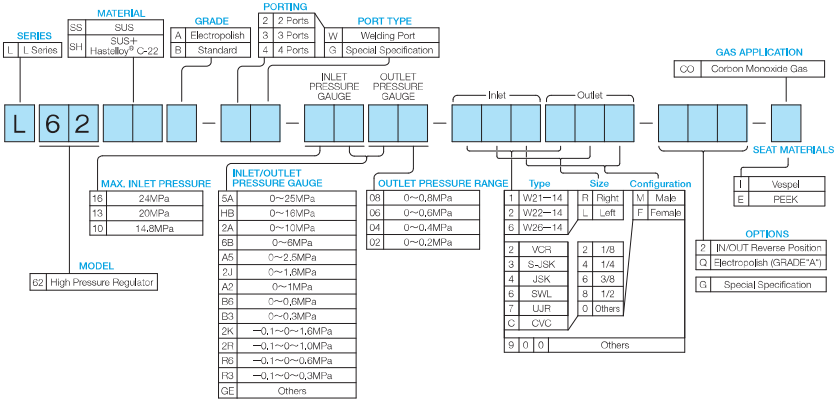 SERIES
L L Series
MATERIAL
SS SUS
SH SUS+ Hastelloy® C-22
GRADE
A Electropolish
B Standard
PORTING
2 2 Ports
3 3 Ports
4 4 Ports
PORT TYPE
W Welding Port
G Special Specification
GAS APPLICATION
CO Corbon Monoxide Gas
INLET PRESSURE GAUGE
OUTLET PRESSURE GAUGE
Inlet
Outlet
L 6 2 - - - - -
SEAT MATERIALS
I Vespel
E PEEK
MAX. INLET PRESSURE
16 24MPa
13 20MPa
10 14.8MPa
MODEL
62 High Pressure Regulator
INLET/OUTLET PRESSURE GAUGE
5A 0~25MPa
HB 0~16MPa
2A 0~10MPa
6B 0~6MPa
A5 0~2.5MPa
2J 0~1.6MPa
A2 0~1MPa
B6 0~0.6MPa
B3 0~0.3MPa
2K -0.1~0~1.6MPa
2R -0.1~0~1.0MPa
R6 -0.1~0~0.6MPa
R3 -0.1~0~0.3MPa
GE Others
OUTLET PRESSURE RANGE
08 0~0.8MPa
06 0~0.6MPa
04 0~0.4MPa
02 0~0.2MPa
Type
1 W21-14
2 W22-14
6 W26-14
Size
R Right
L Left
Configuration
M Male
F Female
2 VCR
3 S-JSK
4 JSK
6 SWL
7 UJR
C CVC
2 1/8
4 1/4
6 3/8
8 1/2
0 Others
9 0 0 Others
OPTIONS
2 IN/OUT Reverse Position
Q Electropolish (GRADE"A")
G Special Specification